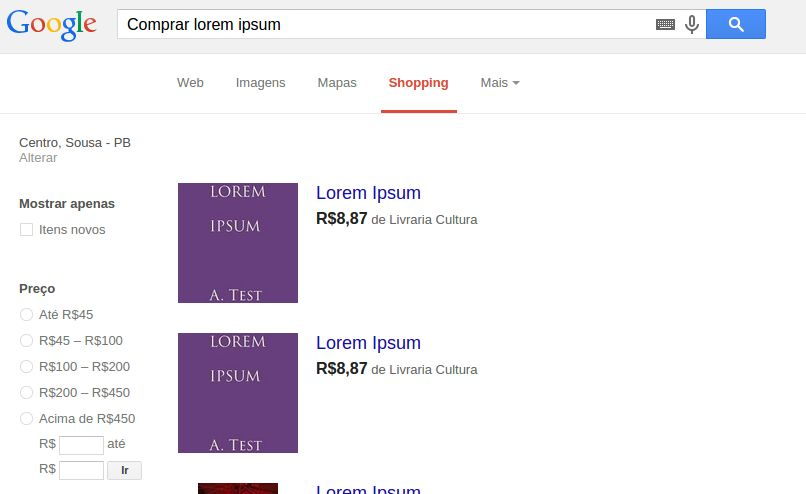 Google
Comprar lorem ipsum
Web Imagens Mapas Shopping Mais
Centro, Sousa - PB
Alterar
Mostrar apenas
Itens novos
Preço
Até R$45
R$45 – R$100
R$100 – R$200
R$200 – R$450
Acima de R$450
R$ até
R$ Ir
LOREM
IPSUM
A. TEST
Lorem Ipsum
R$8,87 de Livraria Cultura
LOREM
IPSUM
A. TEST
Lorem Ipsum
R$8,87 de Livraria Cultura
Lorem Ipsum